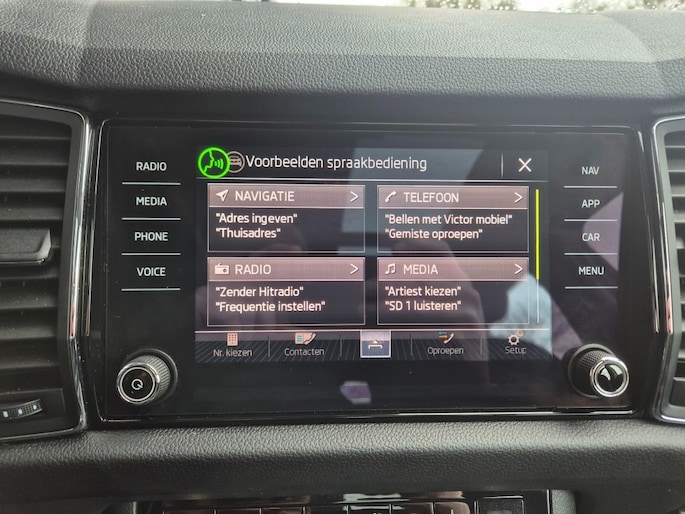 RADIO
MEDIA
PHONE
VOICE
Voorbeelden spraakbediening
NAVIGATIE
"Adres ingeven"
"Thuisadres"
TELEFOON
"Bellen met Victor mobiel"
"Gemiste oproepen"
RADIO
"Zender Hitradio"
"Frequentie instellen"
MEDIA
"Artiest kiezen"
"SD 1 luisteren"
Nr. kiezen
Contacten
Oproepen
Setup
NAV
APP
CAR
MENU